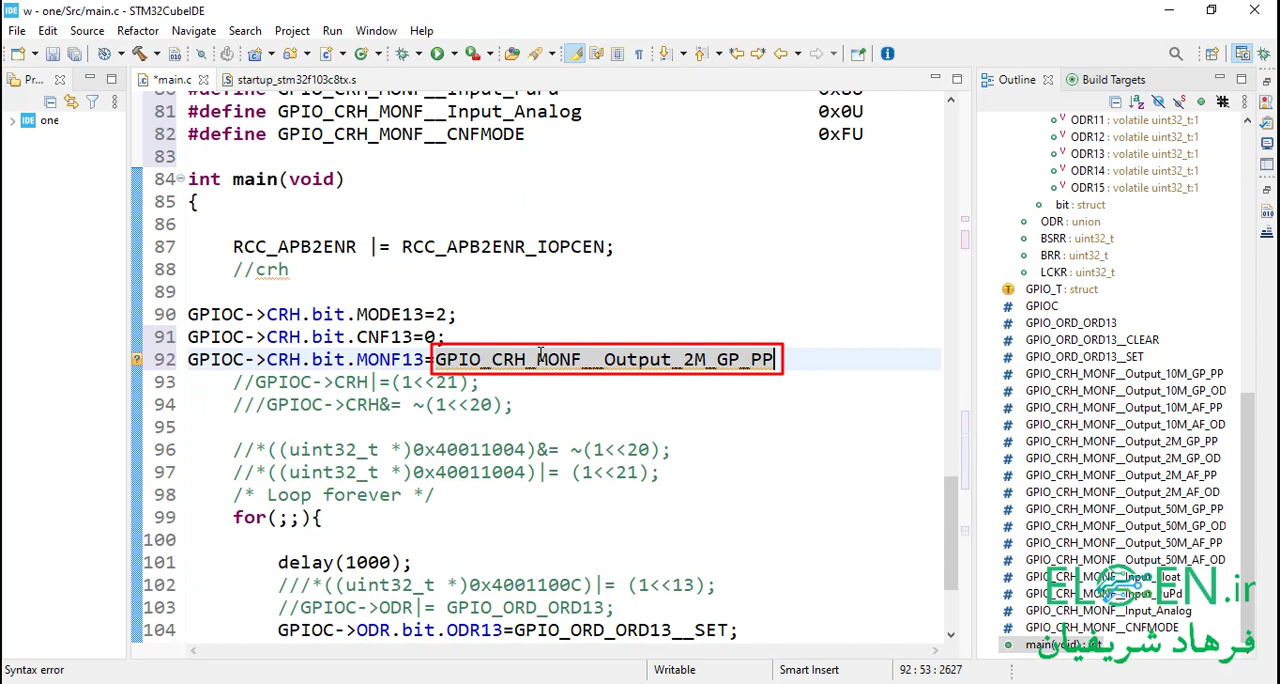 w - one/Src/main.c - STM32CubeIDE
File Edit Source Refactor Navigate Search Project Run Window Help
Pr...
*main.c
startup_stm32f103c8tx.s
Outline
Build Targets
one
81 #define GPIO_CRH_MONF__Input_Analog 0x0U
82 #define GPIO_CRH_MONF__CNFMODE 0xFU
83
84 int main(void)
85 {
86
87 RCC_APB2ENR |= RCC_APB2ENR_IOPCEN;
88 //crh
89
90 GPIOC->CRH.bit.MODE13=2;
91 GPIOC->CRH.bit.CNF13=0;
92 GPIOC->CRH.bit.MONF13=GPIO_CRH_MONF__Output_2M_GP_PP
93 //GPIOC->CRH|=(1<<21);
94 ///GPIOC->CRH&= ~(1<<20);
95
96 //*((uint32_t *)0x40011004)&= ~(1<<20);
97 //*((uint32_t *)0x40011004)|= (1<<21);
98 /* Loop forever */
99 for(;;){
100
101 delay(1000);
102 ///*((uint32_t *)0x4001100C)|= (1<<13);
103 //GPIOC->ODR|= GPIO_ORD_ORD13;
104 GPIOC->ODR.bit.ODR13=GPIO_ORD_ORD13__SET;
ODR11 : volatile uint32_t:1
ODR12 : volatile uint32_t:1
ODR13 : volatile uint32_t:1
ODR14 : volatile uint32_t:1
ODR15 : volatile uint32_t:1
bit : struct
ODR : union
BSRR : uint32_t
BRR : uint32_t
LCKR : uint32_t
GPIO_T : struct
GPIOC
GPIO_ORD_ORD13
GPIO_ORD_ORD13__CLEAR
GPIO_ORD_ORD13__SET
GPIO_CRH_MONF__Output_10M_GP_PP
GPIO_CRH_MONF__Output_10M_GP_OD
GPIO_CRH_MONF__Output_10M_AF_PP
GPIO_CRH_MONF__Output_10M_AF_OD
GPIO_CRH_MONF__Output_2M_GP_PP
GPIO_CRH_MONF__Output_2M_GP_OD
GPIO_CRH_MONF__Output_2M_AF_PP
GPIO_CRH_MONF__Output_2M_AF_OD
GPIO_CRH_MONF__Output_50M_GP_PP
GPIO_CRH_MONF__Output_50M_GP_OD
GPIO_CRH_MONF__Output_50M_AF_PP
GPIO_CRH_MONF__Output_50M_AF_OD
GPIO_CRH_MONF__Input_Analog
GPIO_CRH_MONF__CNFMODE
main(void) : int
فرهاد شریفیان
Syntax error
Writable
Smart Insert
92 : 53 : 2627